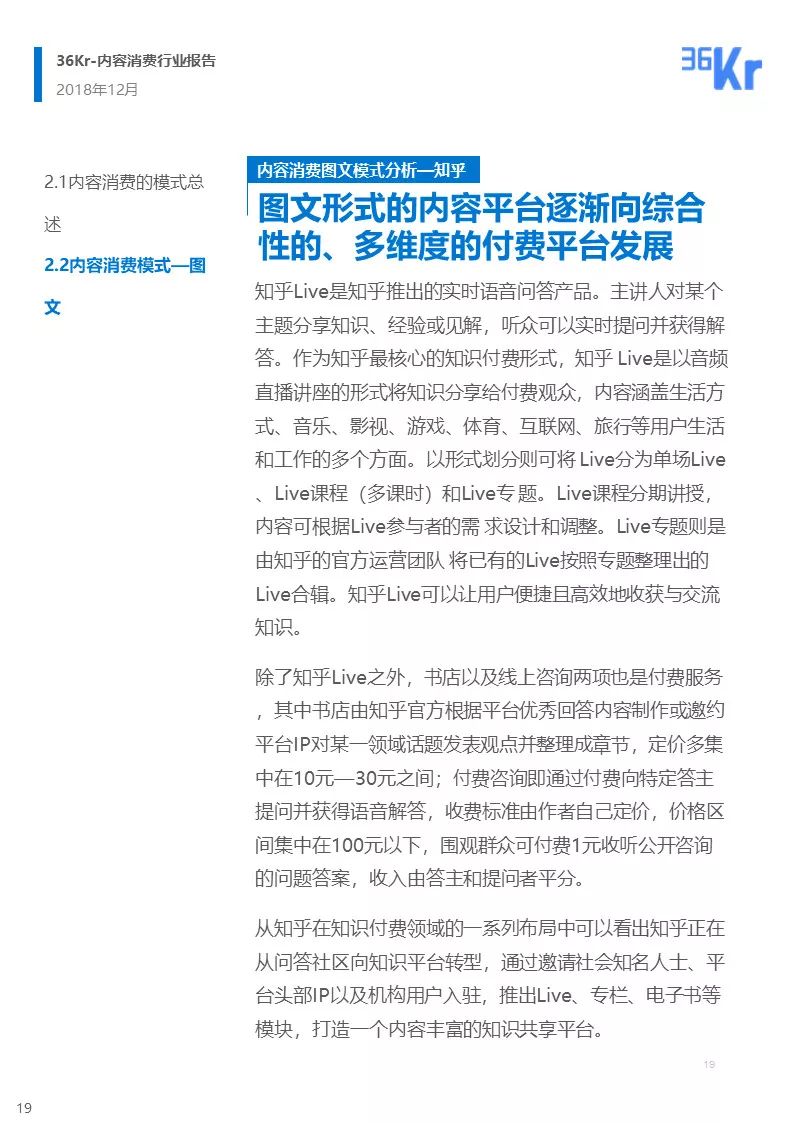 36Kr-内容消费行业报告
2018年12月
36Kr
2.1内容消费的模式总
述
2.2内容消费模式—图
文
内容消费图文模式分析—知乎
图文形式的内容平台逐渐向综合
性的、多维度的付费平台发展
知乎Live是知乎推出的实时语音问答产品。主讲人对某个
主题分享知识、经验或见解，听众可以实时提问并获得解
答。作为知乎最核心的知识付费形式，知乎 Live是以音频
直播讲座的形式将知识分享给付费观众，内容涵盖生活方
式、音乐、影视、游戏、体育、互联网、旅行等用户生活
和工作的多个方面。以形式划分则可将 Live分为单场Live
、Live课程（多课时）和Live专 题。Live课程分期讲授，
内容可根据Live参与者的需 求设计和调整。Live专题则是
由知乎的官方运营团队 将已有的Live按照专题整理出的
Live合辑。知乎Live可以让用户便捷且高效地收获与交流
知识。
除了知乎Live之外，书店以及线上咨询两项也是付费服务
，其中书店由知乎官方根据平台优秀回答内容制作或邀约
平台IP对某一领域话题发表观点并整理成章节，定价多集
中在10元—30元之间；付费咨询即通过付费向特定答主
提问并获得语音解答，收费标准由作者自己定价，价格区
间集中在100元以下，围观群众可付费1元收听公开咨询
的问题答案，收入由答主和提问者平分。
从知乎在知识付费领域的一系列布局中可以看出知乎正在
从问答社区向知识平台转型，通过邀请社会知名人士、平
台头部IP以及机构用户入驻，推出Live、专栏、电子书等
模块，打造一个内容丰富的知识共享平台。
19
19